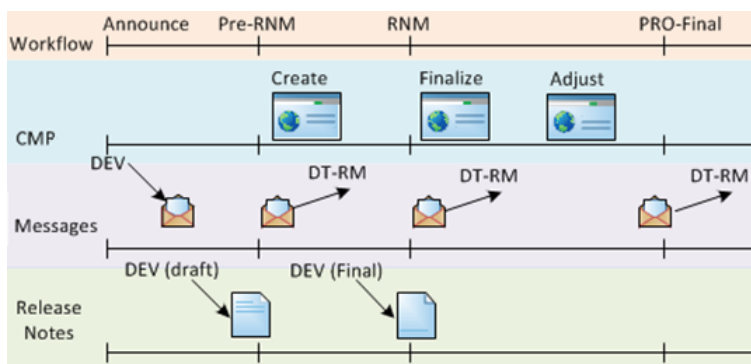 Announce Pre-RNM RNM PRO-Final
Workflow
Create Finalize Adjust
CMP
DEV
DT-RM DT-RM DT-RM
Messages
DEV (draft) DEV (Final)
Release
Notes